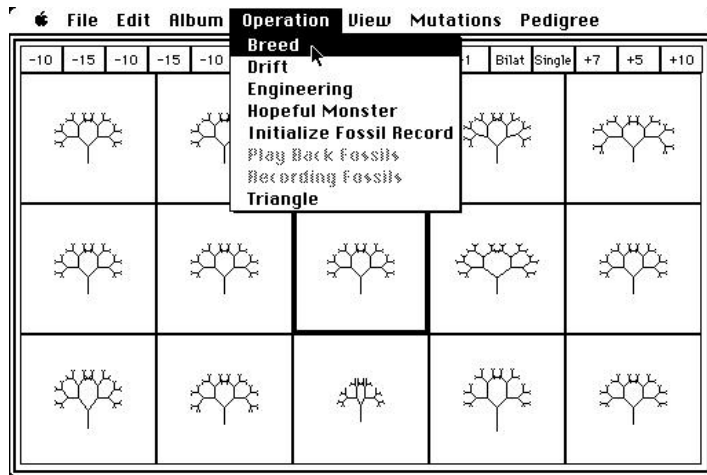 File Edit Album Operation View Mutations Pedigree
Breed
Drift
Engineering
Hopeful Monster
Initialize Fossil Record
Play Back Fossils
Recording Fossils
Triangle
-10 -15 -10 -15 -10 Bilat Single +7 +5 +10